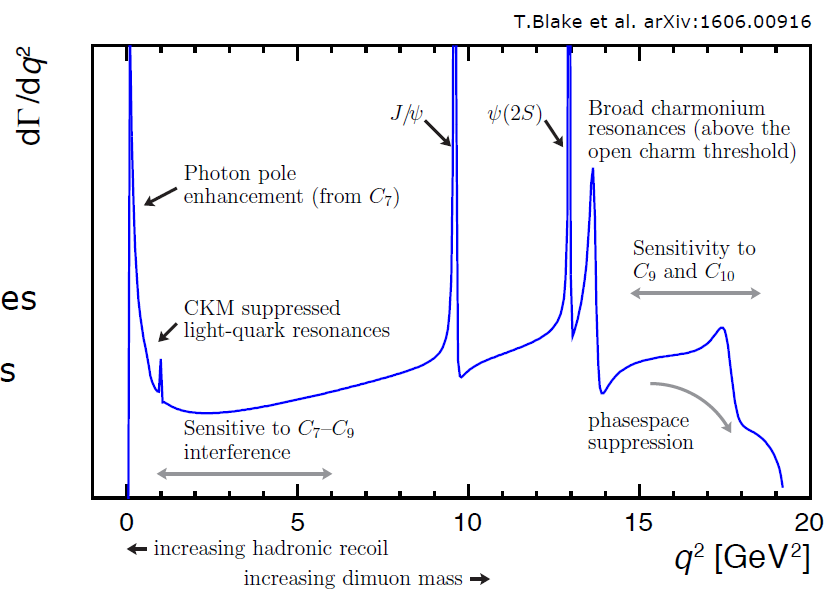 T.Blake et al. arXiv:1606.00916
dΓ/dq²
J/ψ
ψ(2S)
Broad charmonium
resonances (above the
open charm threshold)
Photon pole
enhancement (from C₇)
Sensitivity to
C₉ and C₁₀
es
CKM suppressed
light-quark resonances
s
Sensitive to C₇–C₉
interference
phasespace
suppression
0 5 10 15 20
q² [GeV²]
increasing hadronic recoil
increasing dimuon mass